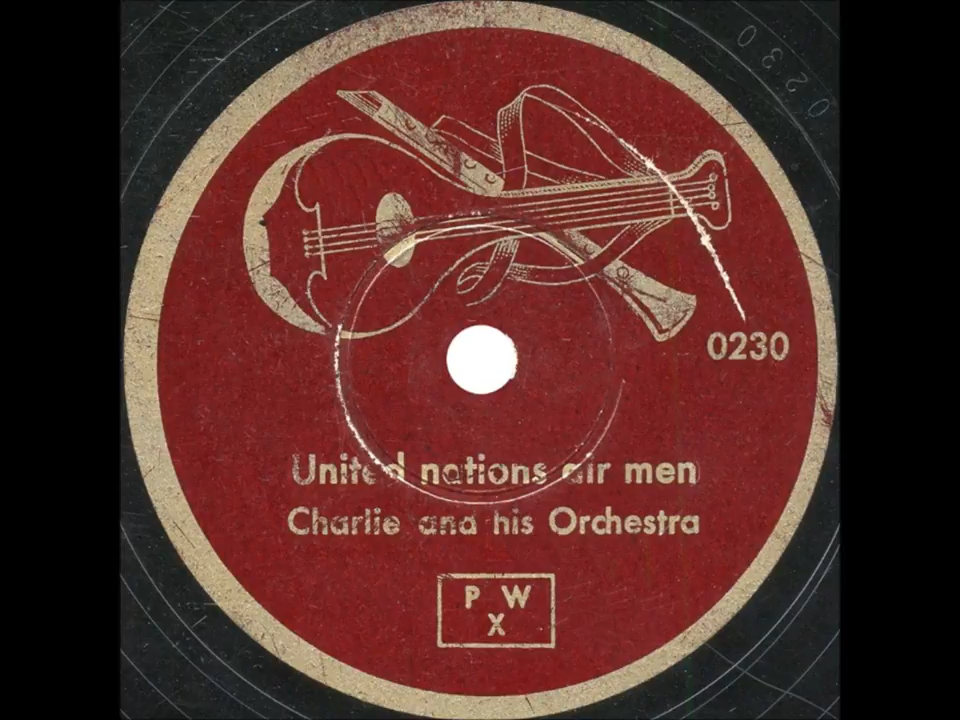 0230
0230
United nations air men
Charlie and his Orchestra
P W
X